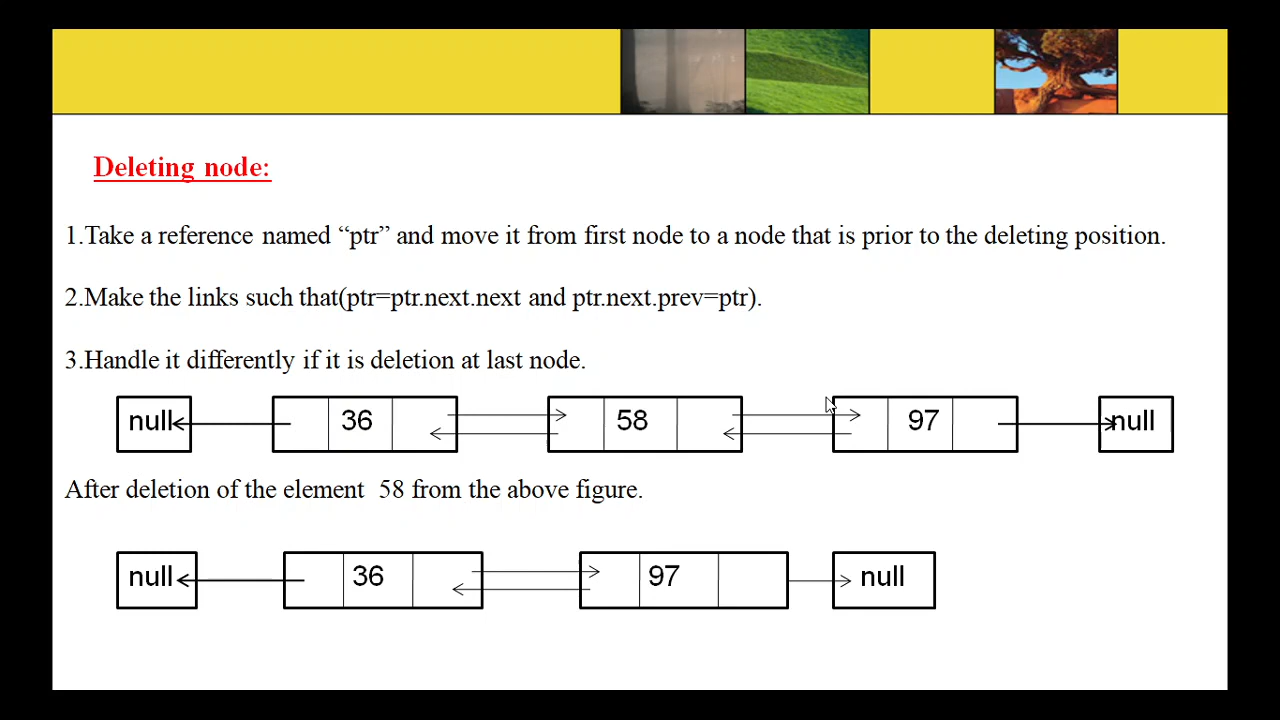 Deleting node:
1.Take a reference named “ptr” and move it from first node to a node that is prior to the deleting position.
2.Make the links such that(ptr=ptr.next.next and ptr.next.prev=ptr).
3.Handle it differently if it is deletion at last node.
null 36 58 97 null
After deletion of the element 58 from the above figure.
null 36 97 null